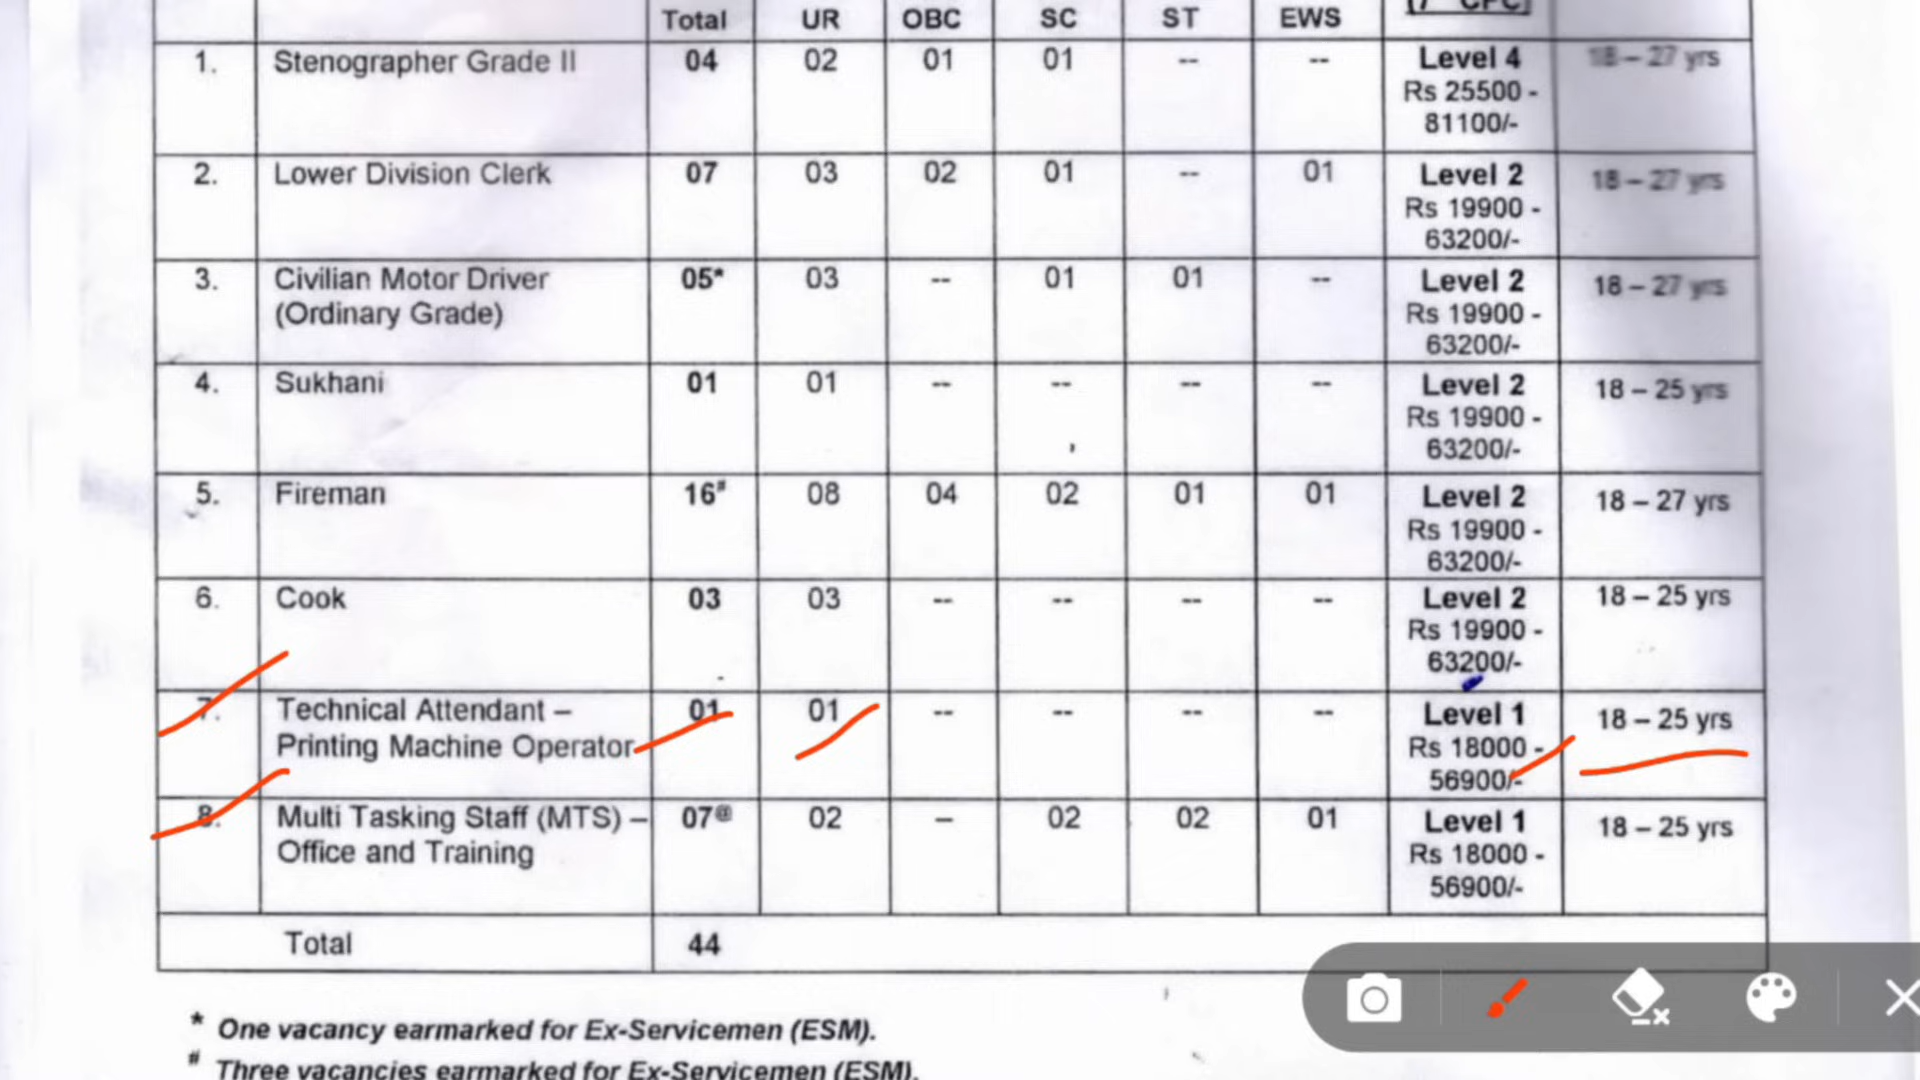 Total UR OBC SC ST EWS
1. Stenographer Grade II 04 02 01 01 -- -- Level 4 18 – 27 yrs
Rs 25500 -
81100/-
2. Lower Division Clerk 07 03 02 01 -- 01 Level 2 18 – 27 yrs
Rs 19900 -
63200/-
3. Civilian Motor Driver 05* 03 -- 01 01 -- Level 2 18 – 27 yrs
(Ordinary Grade) Rs 19900 -
63200/-
4. Sukhani 01 01 -- -- -- -- Level 2 18 – 25 yrs
Rs 19900 -
63200/-
5. Fireman 16# 08 04 02 01 01 Level 2 18 – 27 yrs
Rs 19900 -
63200/-
6. Cook 03 03 -- -- -- -- Level 2 18 – 25 yrs
Rs 19900 -
63200/-
7. Technical Attendant – 01 01 -- -- -- -- Level 1 18 – 25 yrs
Printing Machine Operator Rs 18000 -
56900/-
8. Multi Tasking Staff (MTS) – 07@ 02 – 02 02 01 Level 1 18 – 25 yrs
Office and Training Rs 18000 -
56900/-
Total 44
* One vacancy earmarked for Ex-Servicemen (ESM).
# Three vacancies earmarked for Ex-Servicemen (ESM).